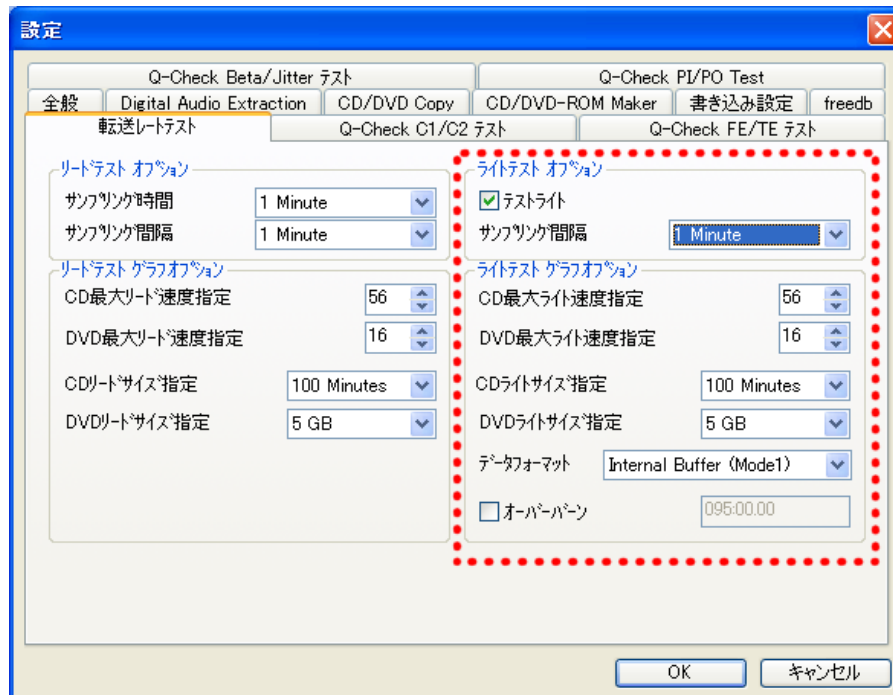 設定
Q-Check Beta/Jitter テスト Q-Check PI/PO Test
全般 Digital Audio Extraction CD/DVD Copy CD/DVD-ROM Maker 書き込み設定 freedb
転送レートテスト Q-Check C1/C2 テスト Q-Check FE/TE テスト
リードテスト オプション
サンプリング時間 1 Minute
サンプリング間隔 1 Minute
リードテスト グラフオプション
CD最大リード速度指定 56
DVD最大リード速度指定 16
CDリードサイズ指定 100 Minutes
DVDリードサイズ指定 5 GB
ライトテスト オプション
テストライト
サンプリング間隔 1 Minute
ライトテスト グラフオプション
CD最大ライト速度指定 56
DVD最大ライト速度指定 16
CDライトサイズ指定 100 Minutes
DVDライトサイズ指定 5 GB
データフォーマット Internal Buffer (Mode1)
オーバーバーン 095:00.00
OK キャンセル